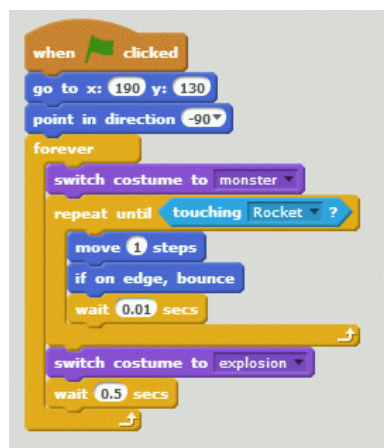 when clicked
go to x: 190 y: 130
point in direction -90
forever
switch costume to monster
repeat until touching Rocket ?
move 1 steps
if on edge, bounce
wait 0.01 secs
switch costume to explosion
wait 0.5 secs